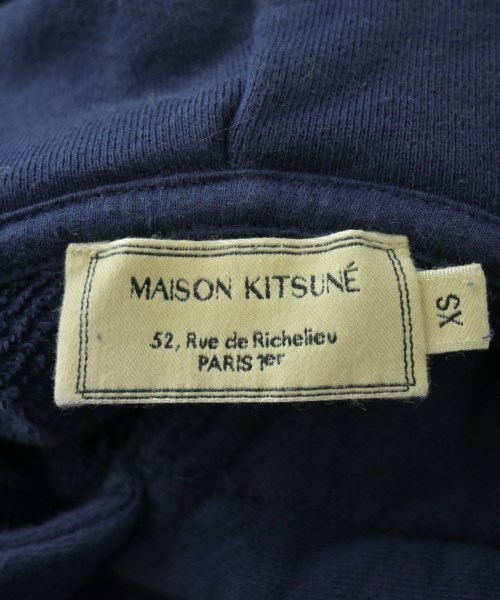 MAISON KITSUNÉ
52, Rue de Richelieu
PARIS 1er
XS